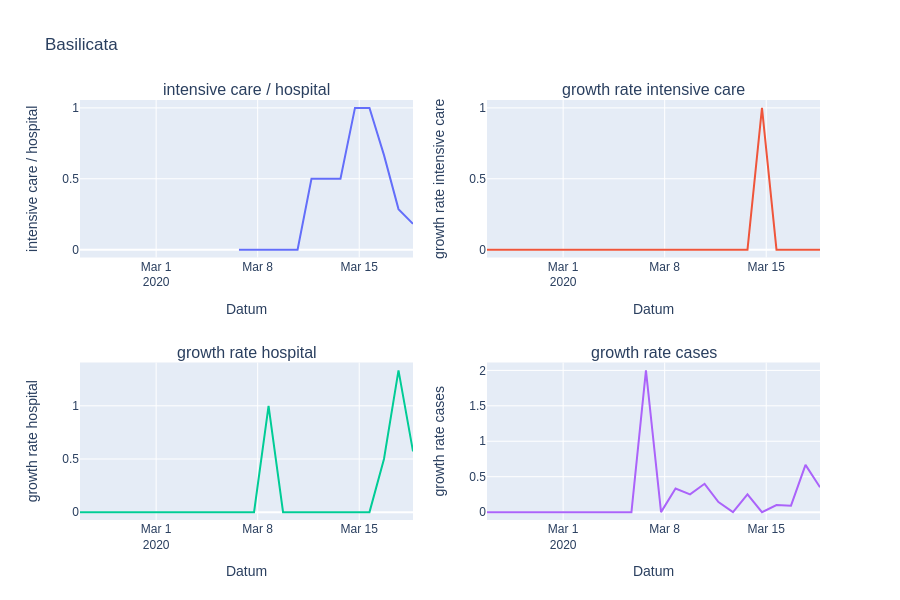 Basilicata
intensive care / hospital
intensive care / hospital
1
0.5
0
Mar 1
2020
Mar 8
Mar 15
Datum
growth rate intensive care
growth rate intensive care
1
0.5
0
Mar 1
2020
Mar 8
Mar 15
Datum
growth rate hospital
growth rate hospital
1
0.5
0
Mar 1
2020
Mar 8
Mar 15
Datum
growth rate cases
growth rate cases
2
1.5
1
0.5
0
Mar 1
2020
Mar 8
Mar 15
Datum